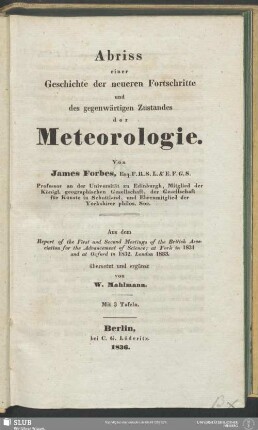 Abriss
einer
Geschichte der neueren Fortschritte
und
des gegenwärtigen Zustandes
der
Meteorologie.
Von
James Forbes, Esq. F. R. S. L. & E. F. G. S.
Professor an der Universität zu Edinburgh, Mitglied der
Königl. geographischen Gesellschaft, der Gesellschaft
für Künste in Schottland, und Ehrenmitglied der
Yorkshire philos. Soc.
Aus dem
Report of the First and Second Meetings of the British Asso-
ciation for the Advancement of Science; at York in 1831
and at Oxford in 1832. London 1833.
übersetzt und ergänzt
von
W. Mahlmann.
Mit 3 Tafeln.
Berlin,
bei C. G. Lüderitz.
1836.
SLUB